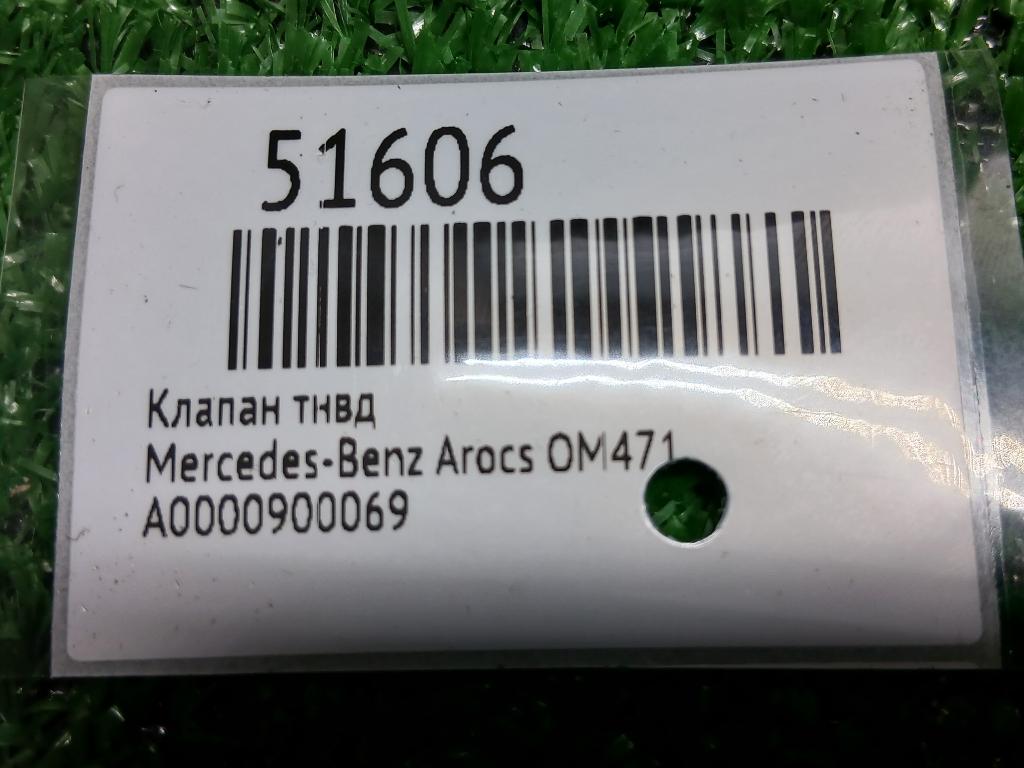 51606
Клапан тнвд
Mercedes-Benz Arocs OM471
A0000900069